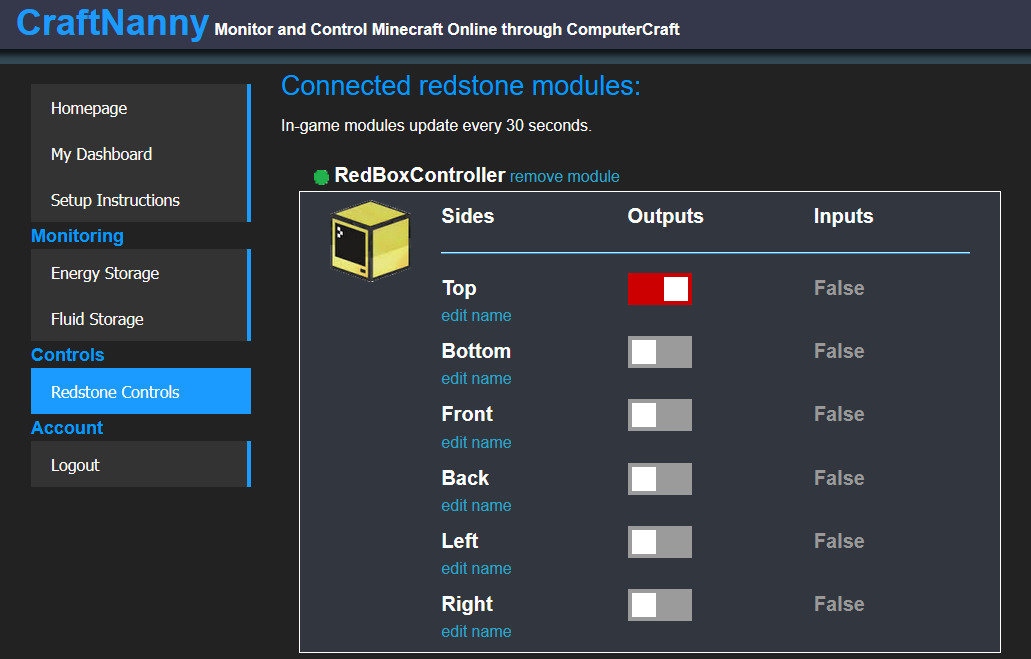 CraftNanny Monitor and Control Minecraft Online through ComputerCraft
Homepage
My Dashboard
Setup Instructions
Monitoring
Energy Storage
Fluid Storage
Controls
Redstone Controls
Account
Logout
Connected redstone modules:
In-game modules update every 30 seconds.
RedBoxController remove module
Sides Outputs Inputs
Top False
edit name
Bottom False
edit name
Front False
edit name
Back False
edit name
Left False
edit name
Right False
edit name